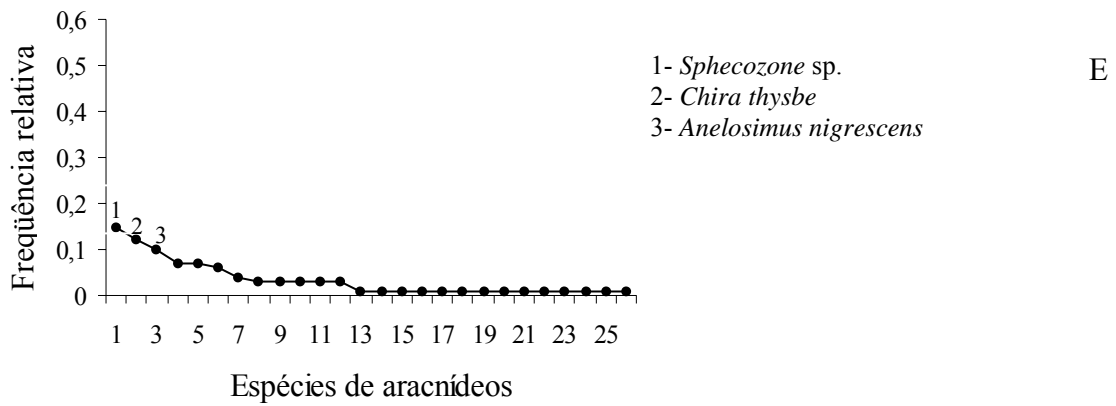 0,6
0,5
0,4
0,3
0,2
0,1
0
Freqüência relativa
1
2
3
1 3 5 7 9 11 13 15 17 19 21 23 25
Espécies de aracnídeos
1- Sphecozone sp.
2- Chira thysbe
3- Anelosimus nigrescens
E